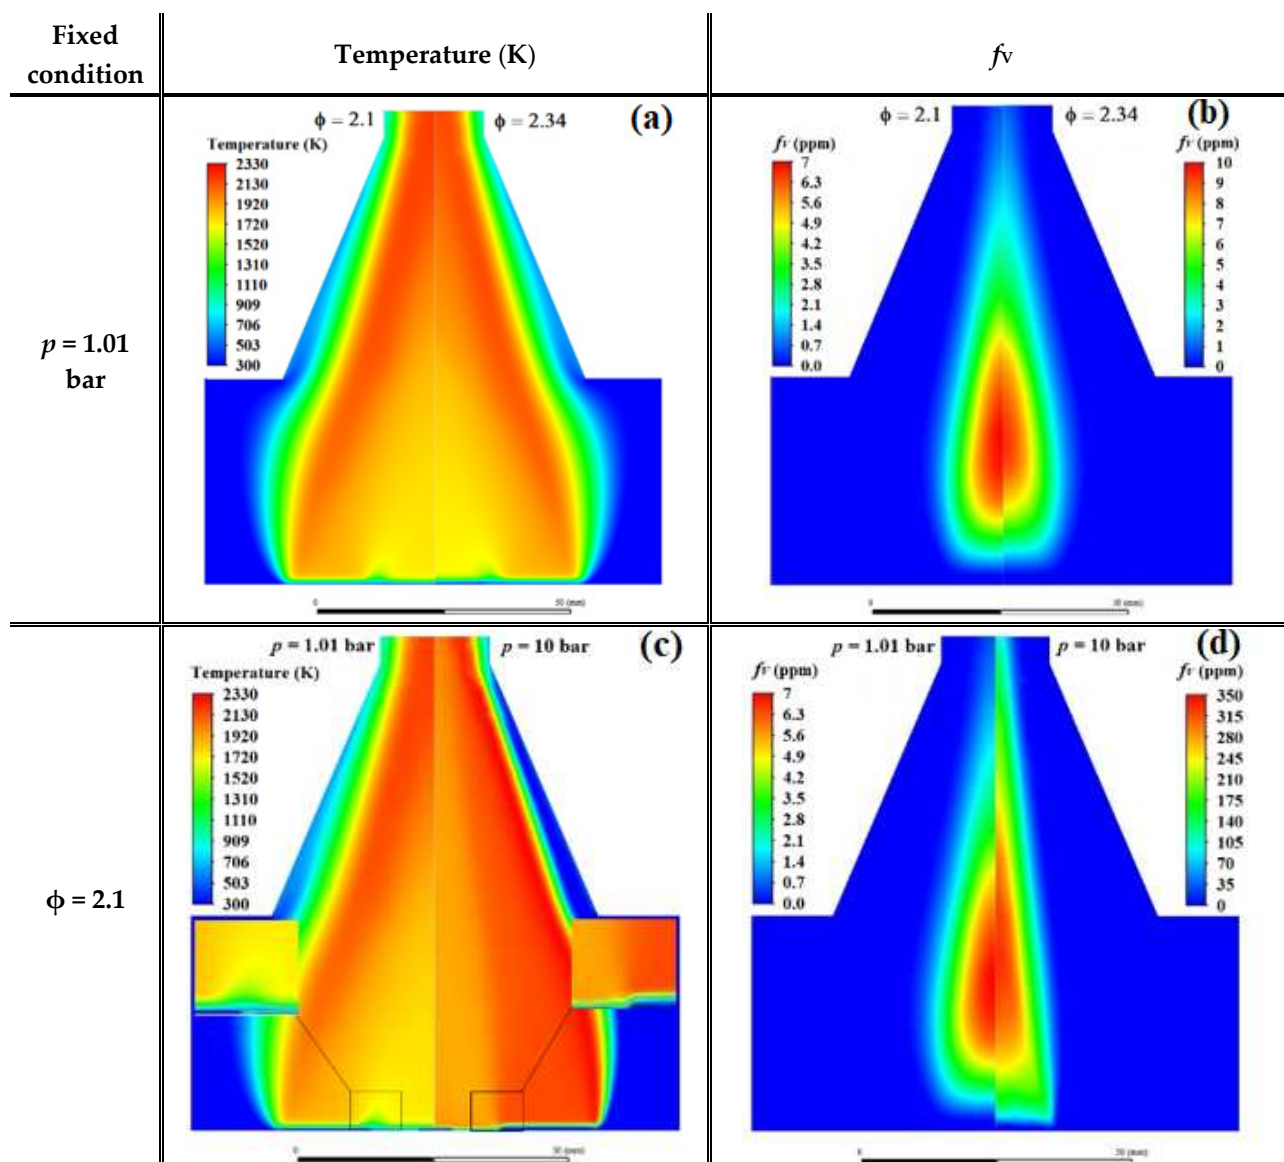 Fixed
condition
Temperature (K)
fv
p = 1.01
bar
ϕ = 2.1
ϕ = 2.34
(a)
Temperature (K)
2330
2130
1920
1720
1520
1310
1110
909
706
503
300
0
50 (mm)
ϕ = 2.1
ϕ = 2.34
(b)
fv (ppm)
7
6.3
5.6
4.9
4.2
3.5
2.8
2.1
1.4
0.7
0.0
fv (ppm)
10
9
8
7
6
5
4
3
2
1
0
0
ϕ = 2.1
p = 1.01 bar
p = 10 bar
(c)
Temperature (K)
2330
2130
1920
1720
1520
1310
1110
909
706
503
300
0
p = 1.01 bar
p = 10 bar
(d)
fv (ppm)
7
6.3
5.6
4.9
4.2
3.5
2.8
2.1
1.4
0.7
0.0
fv (ppm)
350
315
280
245
210
175
140
105
70
35
0
0